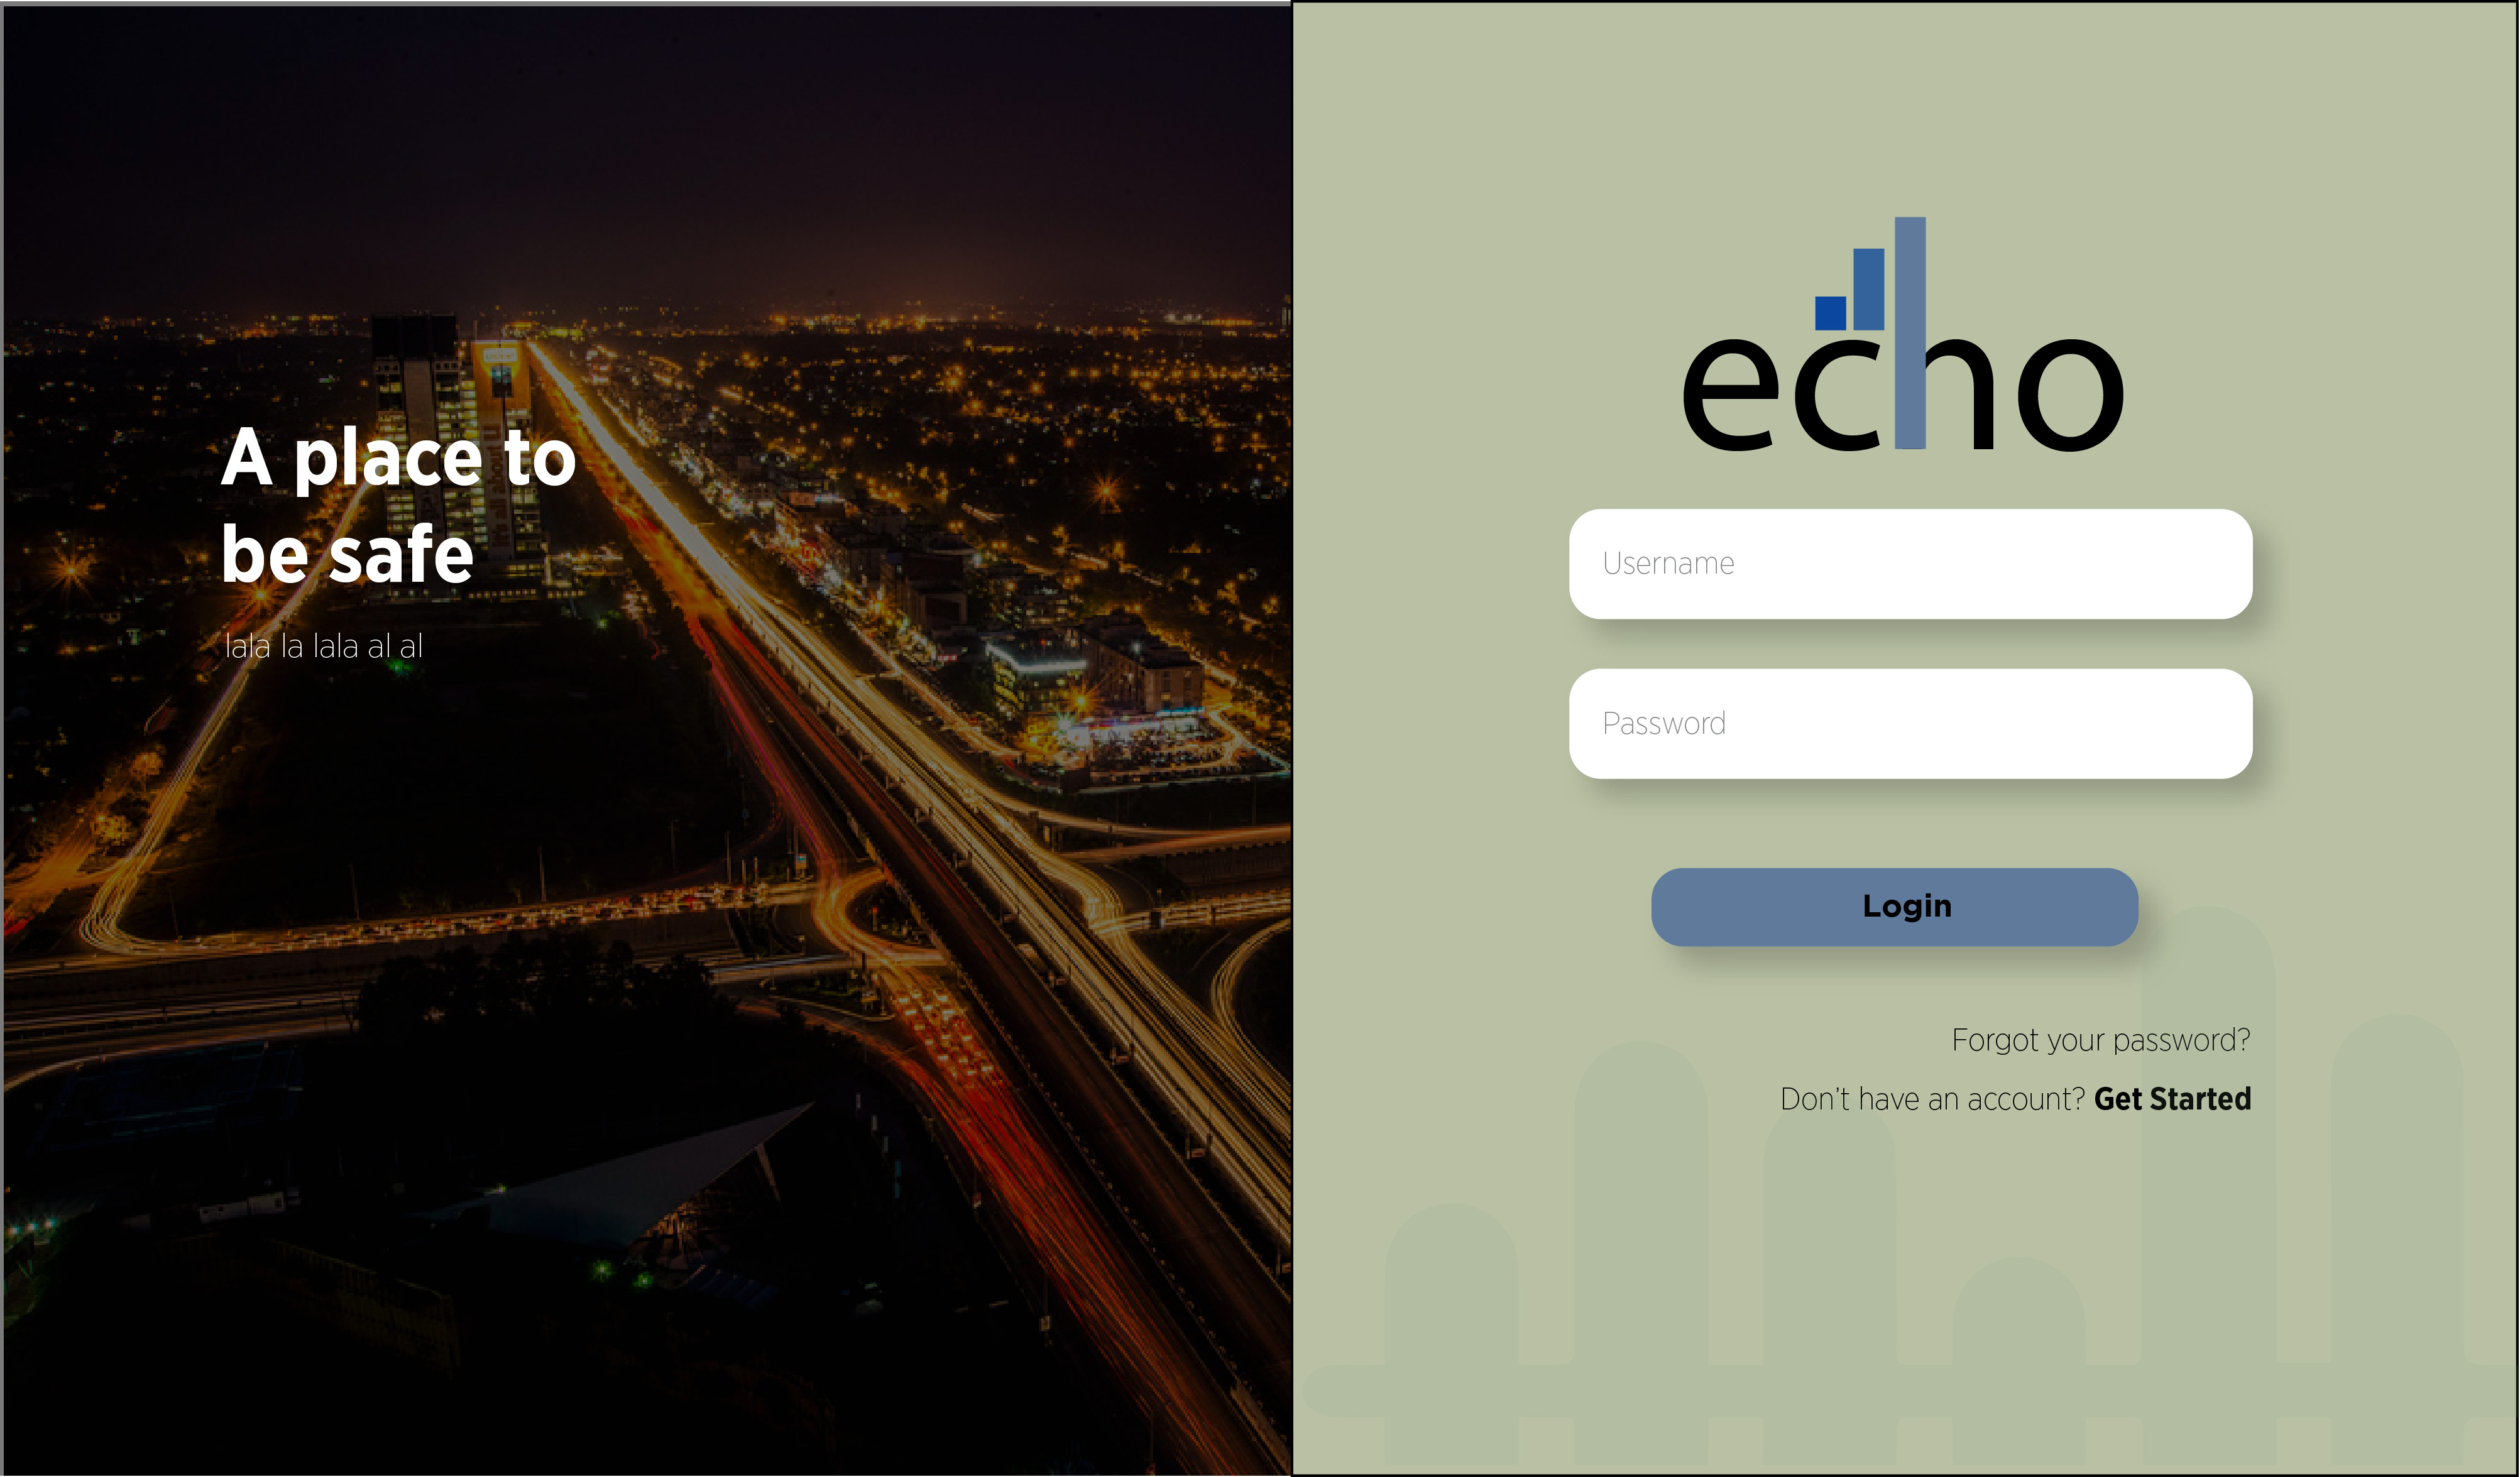 A place to
be safe
lala la lala al al
echo
Username
Password
Login
Forgot your password?
Don't have an account? Get Started